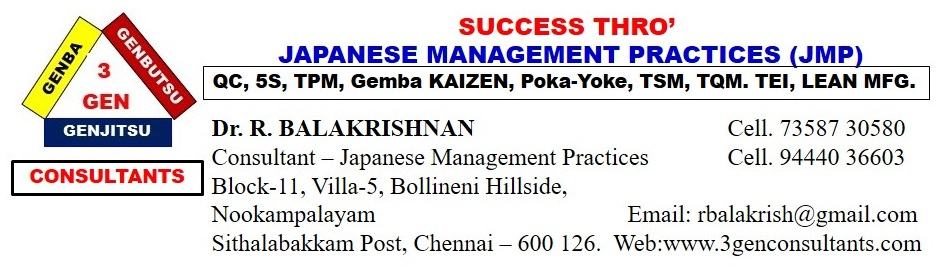 GENBA
GENBUTSU
3
GEN
GENJITSU
CONSULTANTS
SUCCESS THRO’
JAPANESE MANAGEMENT PRACTICES (JMP)
QC, 5S, TPM, Gemba KAIZEN, Poka-Yoke, TSM, TQM. TEI, LEAN MFG.
Dr. R. BALAKRISHNAN Cell. 73587 30580
Consultant – Japanese Management Practices Cell. 94440 36603
Block-11, Villa-5, Bollineni Hillside,
Nookampalayam Email: rbalakrish@gmail.com
Sithalabakkam Post, Chennai – 600 126. Web:www.3genconsultants.com